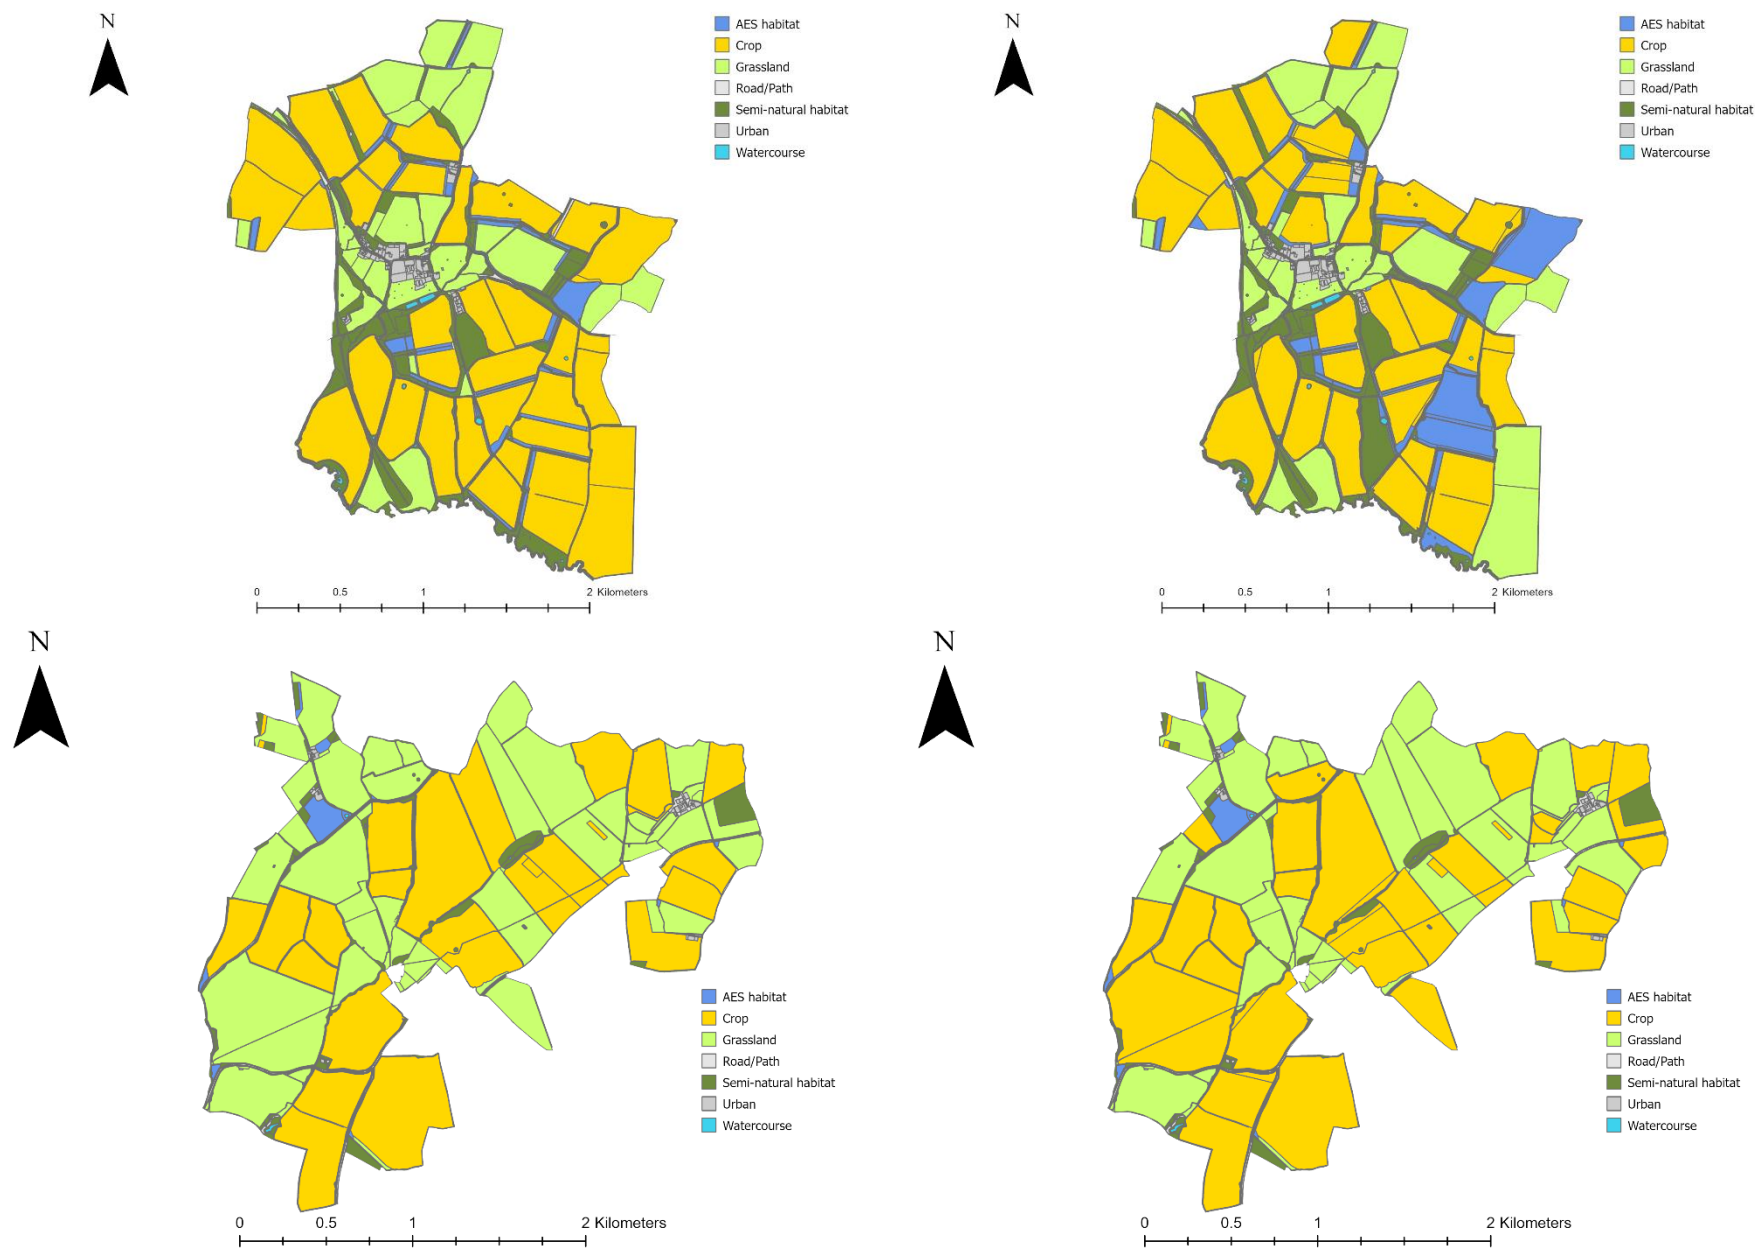 N
AES habitat
Crop
Grassland
Road/Path
Semi-natural habitat
Urban
Watercourse
0 0.5 1 2 Kilometers
N
AES habitat
Crop
Grassland
Road/Path
Semi-natural habitat
Urban
Watercourse
0 0.5 1 2 Kilometers
N
AES habitat
Crop
Grassland
Road/Path
Semi-natural habitat
Urban
Watercourse
0 0.5 1 2 Kilometers
N
AES habitat
Crop
Grassland
Road/Path
Semi-natural habitat
Urban
Watercourse
0 0.5 1 2 Kilometers